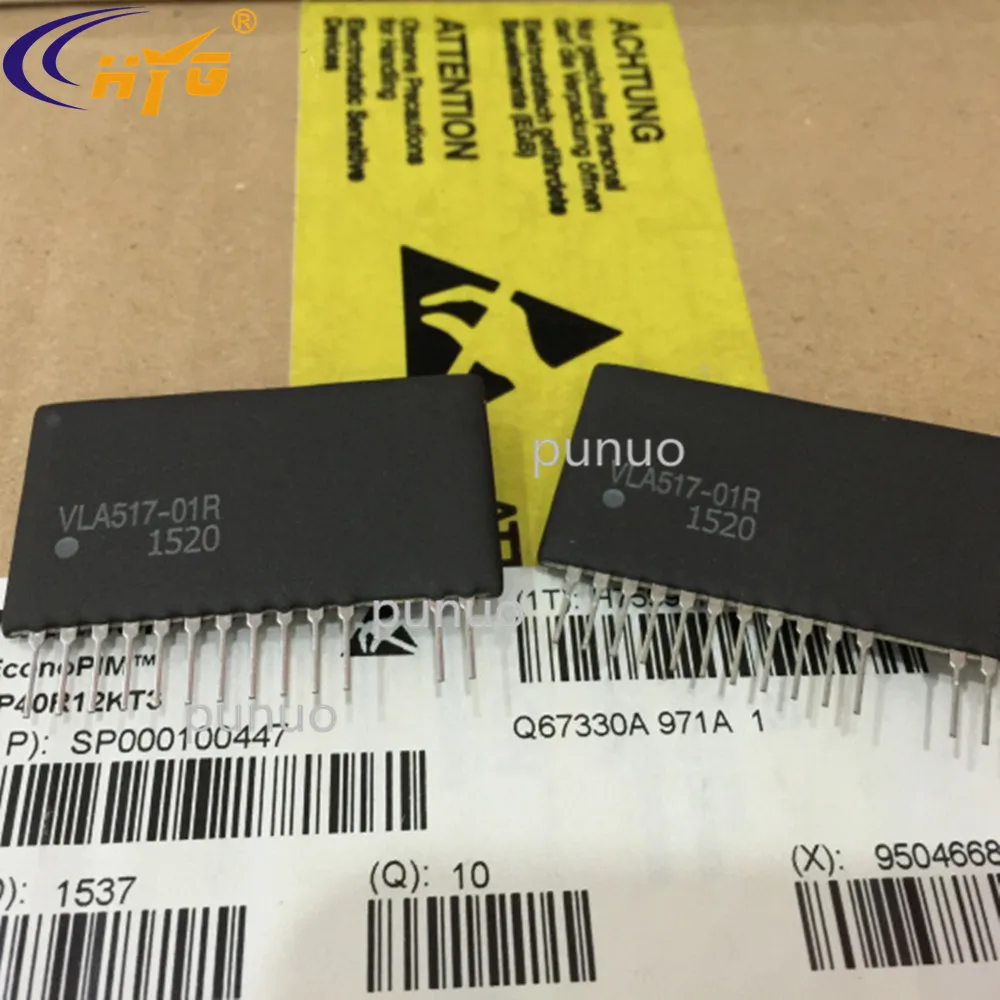 CHYG®
ACHTUNG
Nur geschultes Personal
darf die Verpackung öffnen
Elektrostatisch gefährdete
Bauelemente (EGB)
ATTENTION
Observe Precautions
for Handling
Electrostatic Sensitive
Devices
punuo
VLA517-01R
1520
VLA517-01R
1520
punuo
(1T):
EconoPIM™
P40R12KT3
punuo
P): SP000100447
Q67330A 971A 1
): 1537
(Q): 10
(X): 9504668